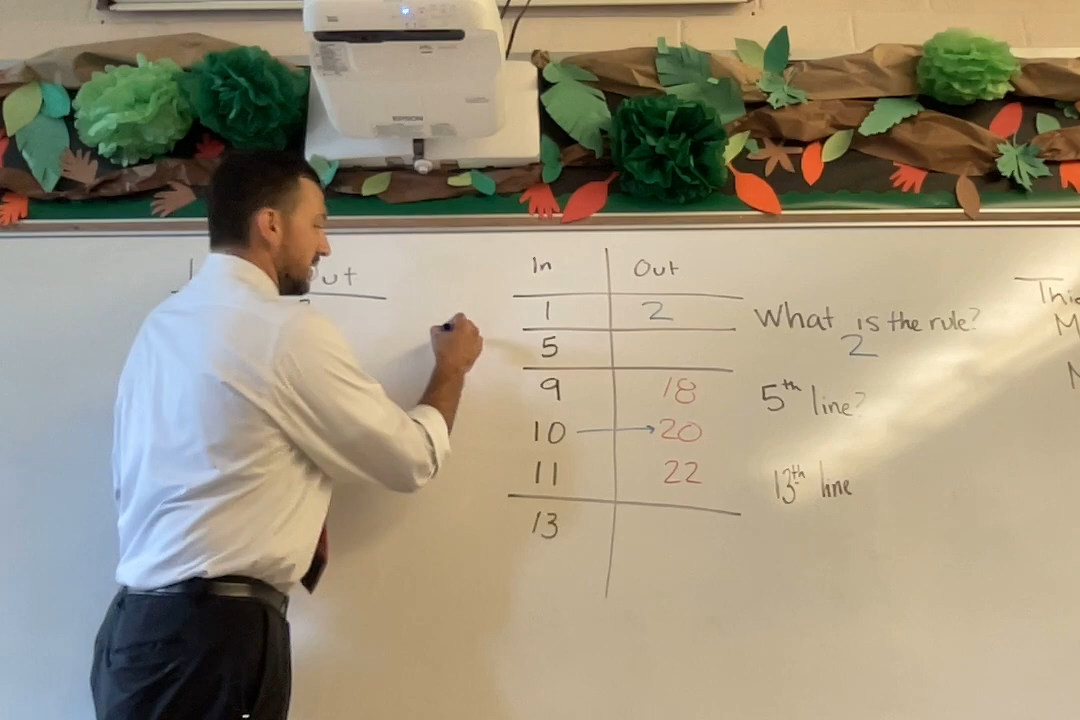 EPSON
In Out
1 2
5
9 18
10 → 20
11 22
13
What is the rule?
2
5th line?
13th line